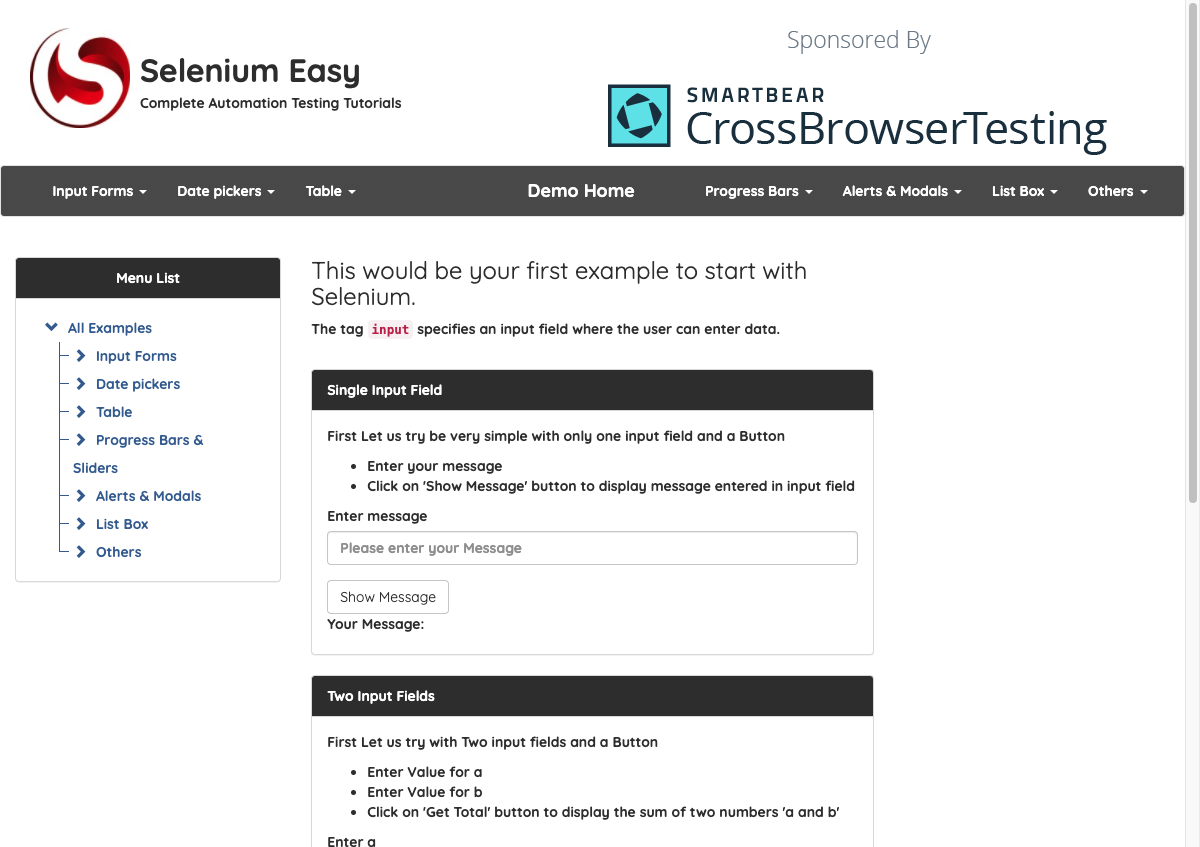 Selenium Easy
Complete Automation Testing Tutorials
Sponsored By
SMARTBEAR
CrossBrowserTesting
Input Forms Date pickers Table Demo Home Progress Bars Alerts & Modals List Box Others
Menu List
All Examples
Input Forms
Date pickers
Table
Progress Bars &
Sliders
Alerts & Modals
List Box
Others
This would be your first example to start with
Selenium.
The tag input specifies an input field where the user can enter data.
Single Input Field
First Let us try be very simple with only one input field and a Button
• Enter your message
• Click on 'Show Message' button to display message entered in input field
Enter message
Please enter your Message
Show Message
Your Message:
Two Input Fields
First Let us try with Two input fields and a Button
• Enter Value for a
• Enter Value for b
• Click on 'Get Total' button to display the sum of two numbers 'a and b'
Enter a